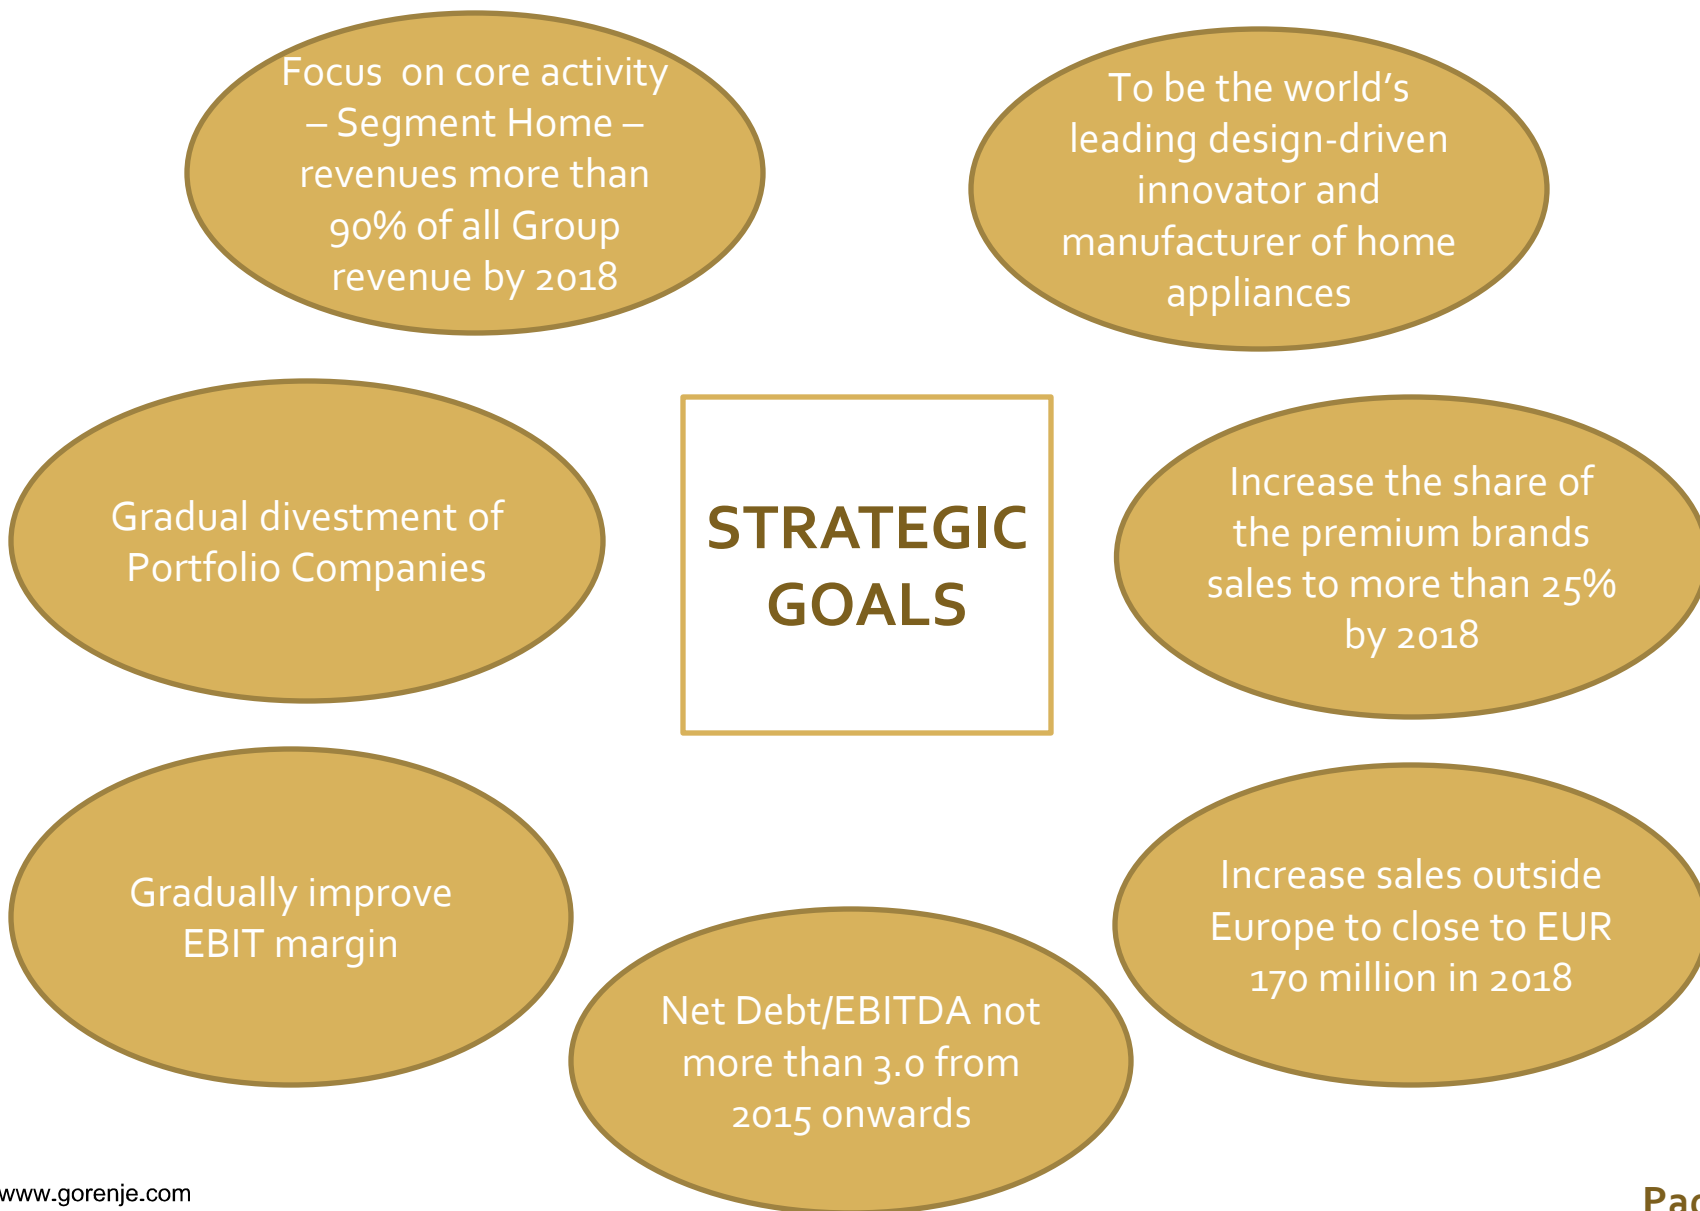 Focus on core activity
– Segment Home –
revenues more than
90% of all Group
revenue by 2018
To be the world's
leading design-driven
innovator and
manufacturer of home
appliances
Gradual divestment of
Portfolio Companies
STRATEGIC
GOALS
Increase the share of
the premium brands
sales to more than 25%
by 2018
Gradually improve
EBIT margin
Net Debt/EBITDA not
more than 3.0 from
2015 onwards
Increase sales outside
Europe to close to EUR
170 million in 2018
www.gorenje.com